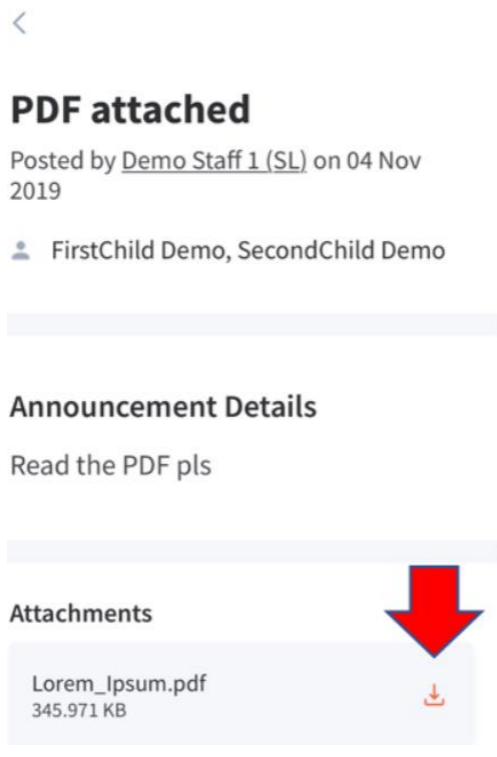 PDF attached
Posted by Demo Staff 1 (SL) on 04 Nov
2019
FirstChild Demo, SecondChild Demo
Announcement Details
Read the PDF pls
Attachments
Lorem_Ipsum.pdf
345.971 KB